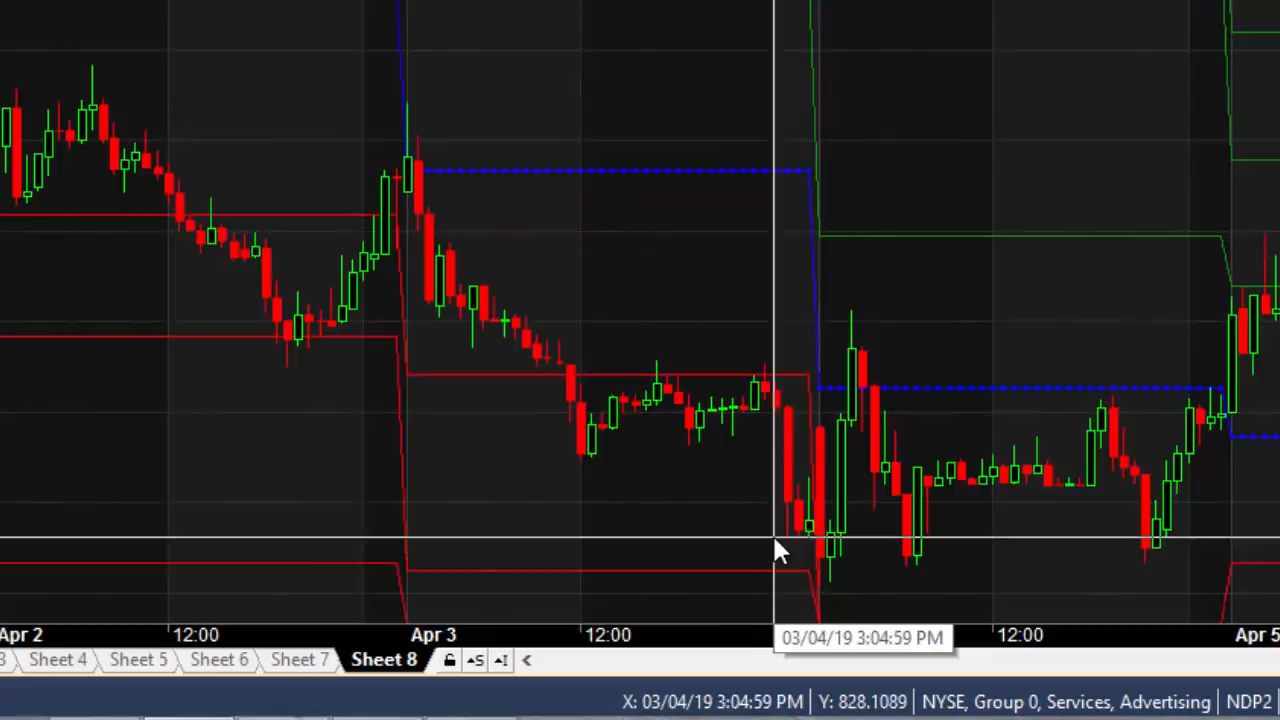 Apr 2 12:00 Apr 3 12:00 12:00 Apr 5
03/04/19 3:04:59 PM
3 Sheet 4 Sheet 5 Sheet 6 Sheet 7 Sheet 8 S I
X: 03/04/19 3:04:59 PM Y: 828.1089 NYSE, Group 0, Services, Advertising NDP2